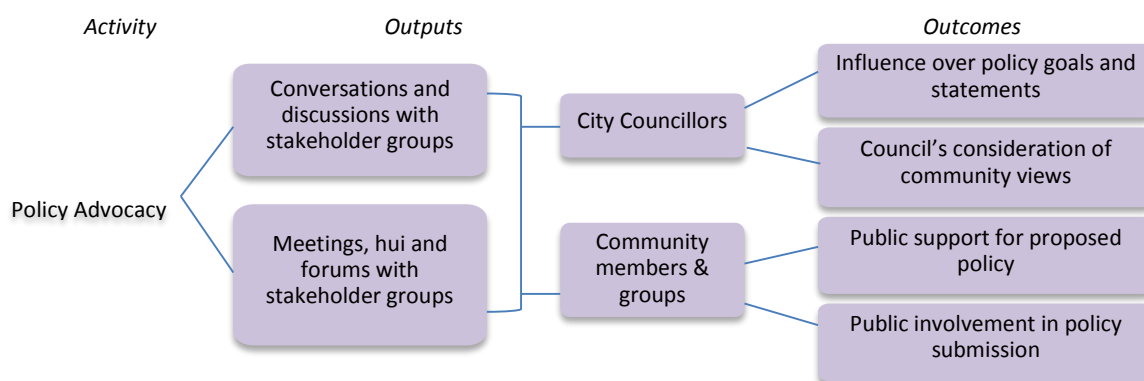 Activity
Outputs
Outcomes
Policy Advocacy
Conversations and
discussions with
stakeholder groups
Meetings, hui and
forums with
stakeholder groups
City Councillors
Community
members &
groups
Influence over policy goals and
statements
Council’s consideration of
community views
Public support for proposed
policy
Public involvement in policy
submission